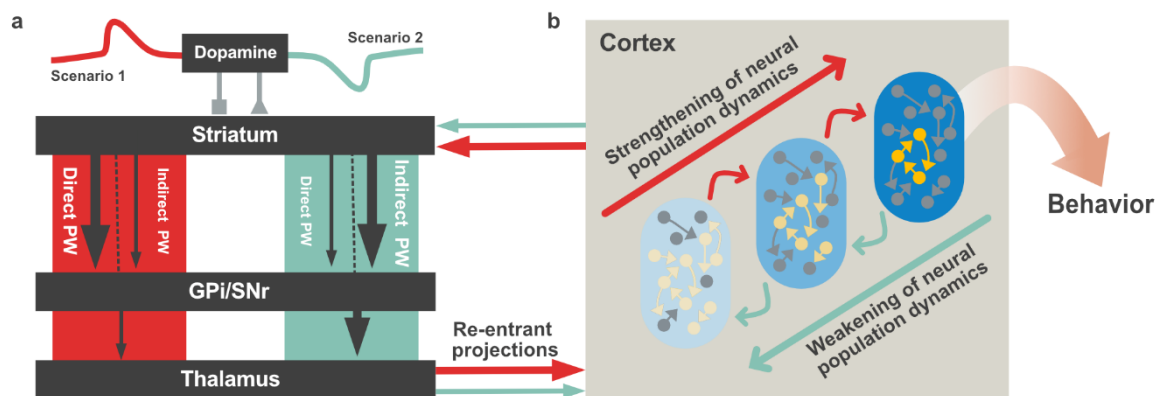 a
Dopamine
Scenario 1
Scenario 2
Striatum
Direct PW
Indirect PW
Direct PW
Indirect PW
GPi/SNr
Thalamus
Re-entrant
projections
b
Cortex
Strengthening of neural
population dynamics
Weakening of neural
population dynamics
Behavior